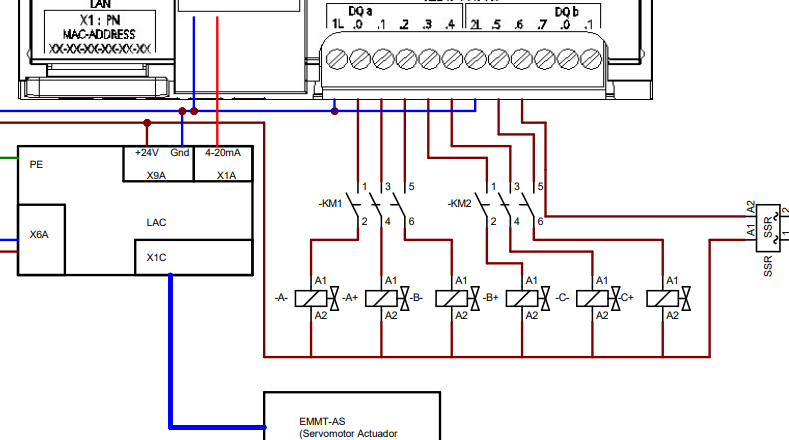 LAN
X1 : PN
MAC-ADDRESS
XX-XX-XX-XX-XX-XX
DQ a
DQ b
1L .0 .1 .2 .3 .4 2L .5 .6 .7 .0 .1
+24V Gnd 4-20mA
PE
X9A X1A
LAC
X6A
X1C
-KM1 1 3 5
2 4 6
-KM2 1 3 5
2 4 6
A2
A1
SSR
SSR
2
1
A1 A1 A1 A1 A1 A1
-A- -A+ -B- -B+ -C- -C+
A2 A2 A2 A2 A2 A2
EMMT-AS
(Servomotor Actuador